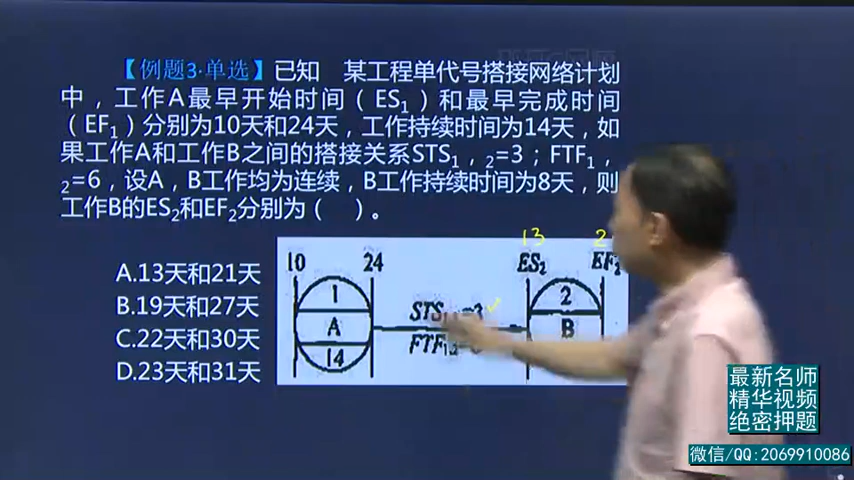 【例题3·单选】已知 某工程单代号搭接网络计划
中，工作A最早开始时间（ES1）和最早完成时间
（EF1）分别为10天和24天，工作持续时间为14天，如
果工作A和工作B之间的搭接关系STS1，2=3；FTF1，
2=6，设A，B工作均为连续，B工作持续时间为8天，则
工作B的ES2和EF2分别为（ ）。
A.13天和21天
B.19天和27天
C.22天和30天
D.23天和31天
13 2
10 24 ES2 EF2
1 2
STS =3
A B
FTF1,2
14
最新名师
精华视频
绝密押题
微信/QQ:2069910086